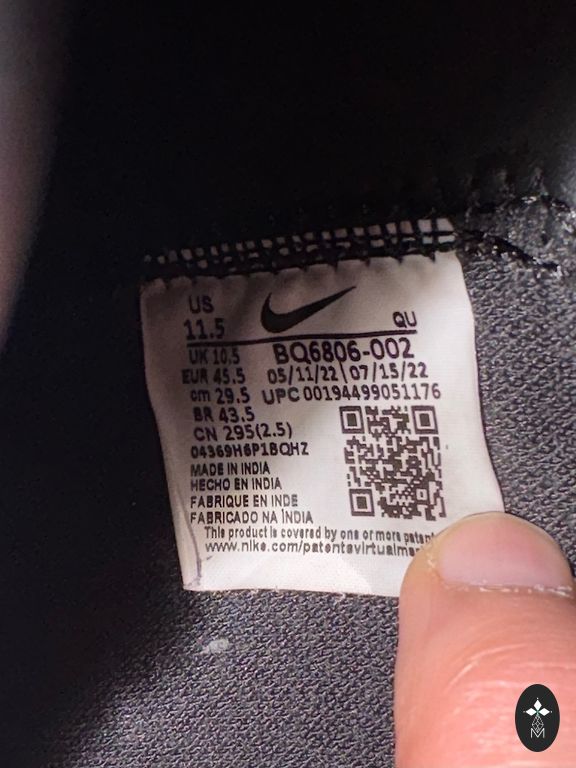 US
11.5
QU
UK 10.5 BQ6806-002
EUR 45.5 05/11/22\07/15/22
cm 29.5 UPC 00194499051176
BR 43.5
CN 295(2.5)
04369H6P1BQHZ
MADE IN INDIA
HECHO EN INDIA
FABRIQUE EN INDE
FABRICADO NA ÍNDIA
This product is covered by one or more
www.nike.com/patents
M